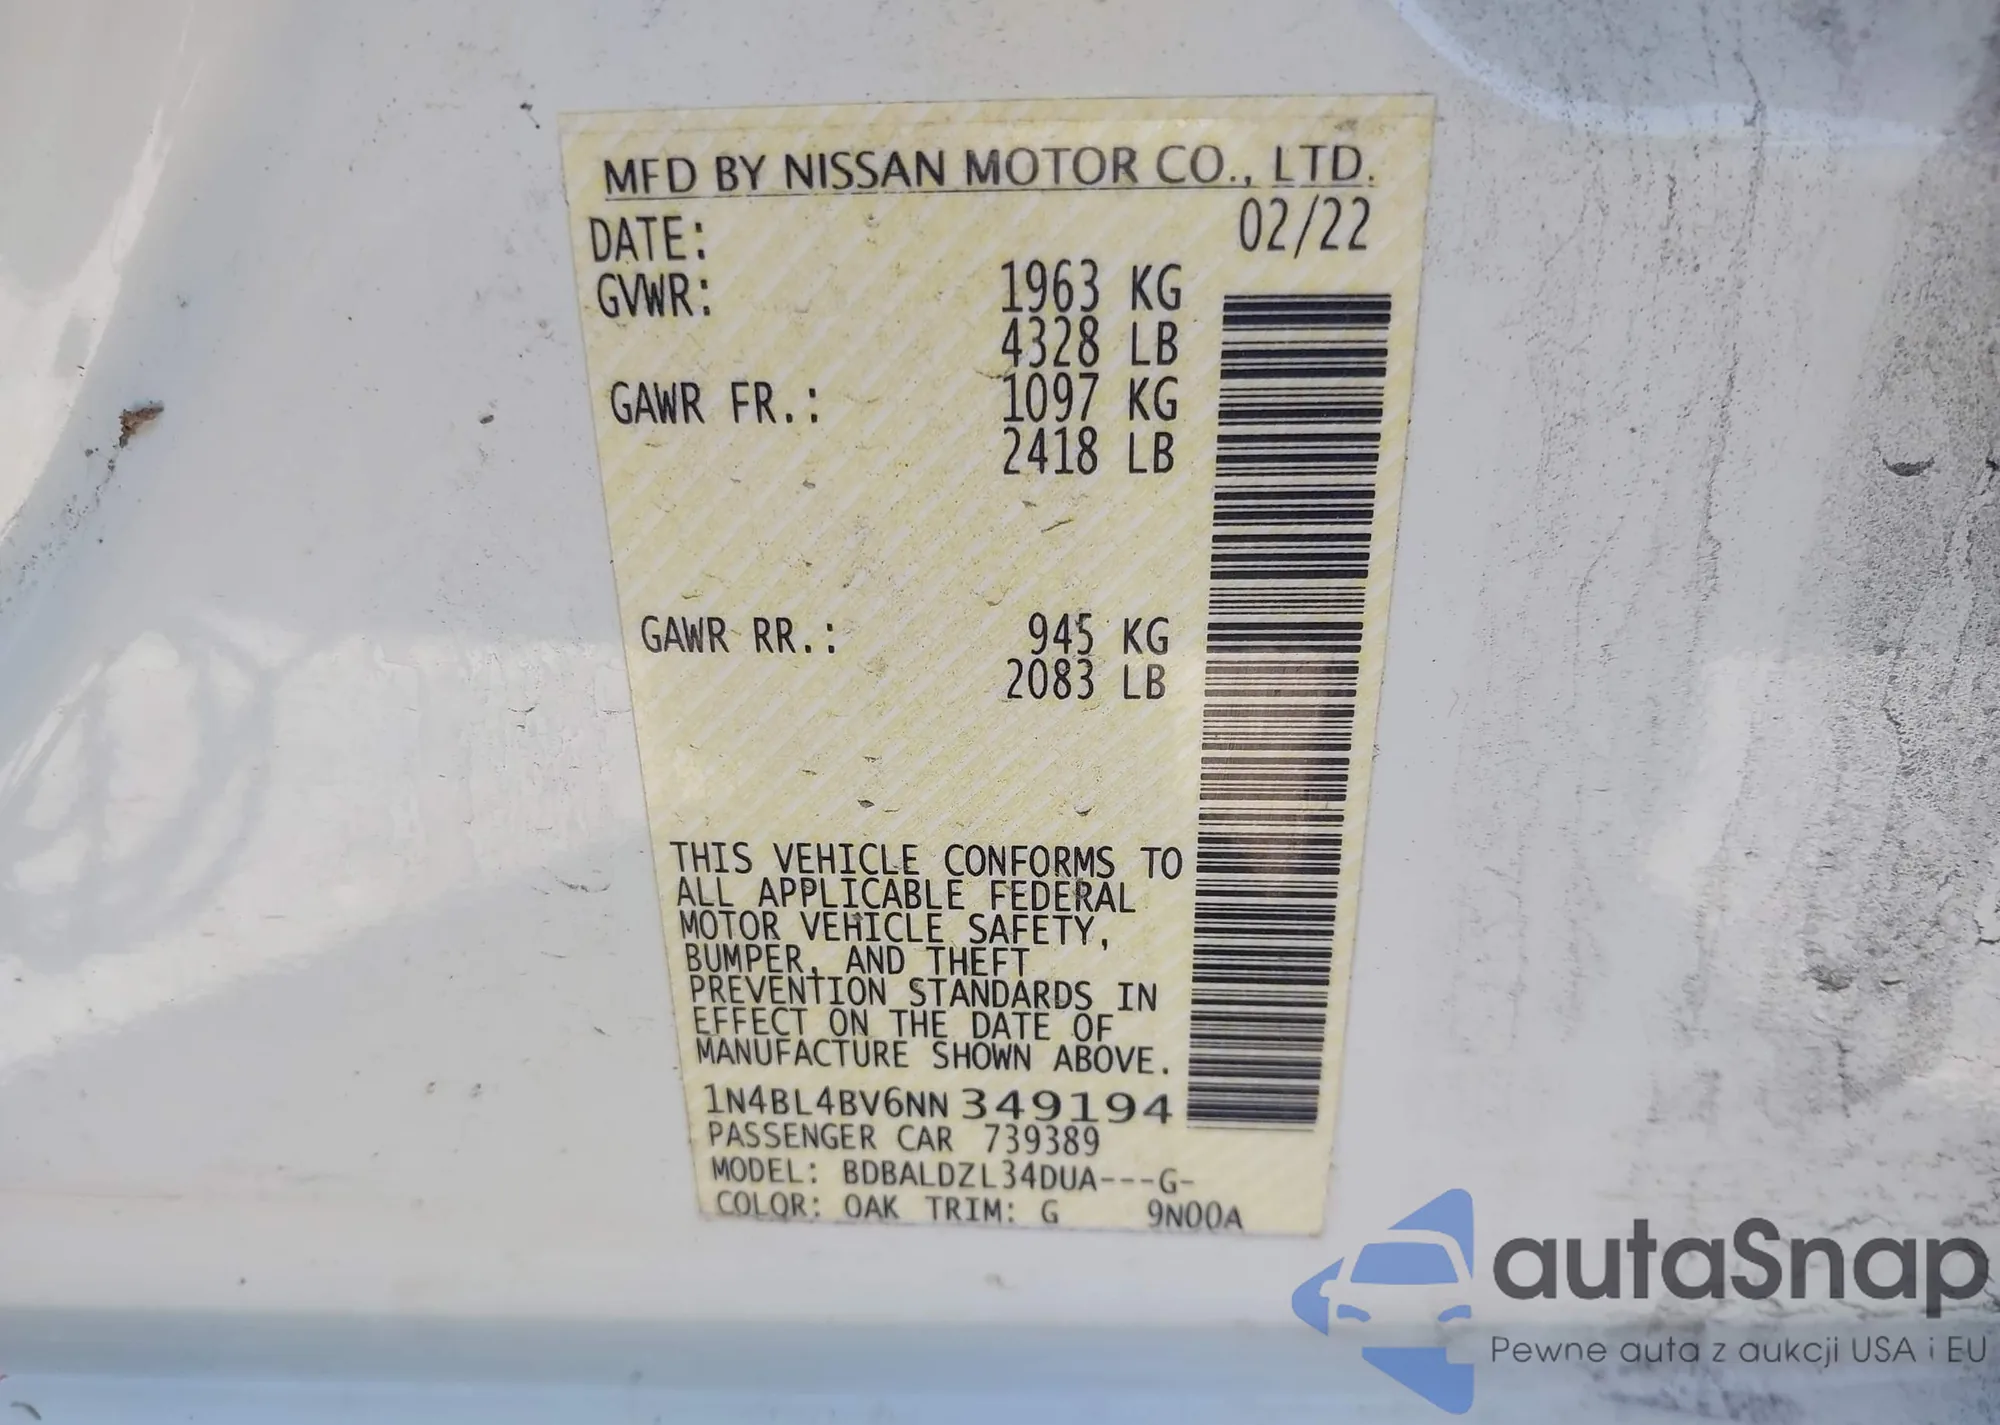 MFD BY NISSAN MOTOR CO., LTD.
DATE: 02/22
GVWR: 1963 KG
4328 LB
GAWR FR.: 1097 KG
2418 LB
GAWR RR.: 945 KG
2083 LB
THIS VEHICLE CONFORMS TO
ALL APPLICABLE FEDERAL
MOTOR VEHICLE SAFETY,
BUMPER, AND THEFT
PREVENTION STANDARDS IN
EFFECT ON THE DATE OF
MANUFACTURE SHOWN ABOVE.
1N4BL4BV6NN349194
PASSENGER CAR 739389
MODEL: BDBALDZL34DUA---G-
COLOR: OAK TRIM: G 9N00A
autaSnap
Pewne auta z aukcji USA i EU